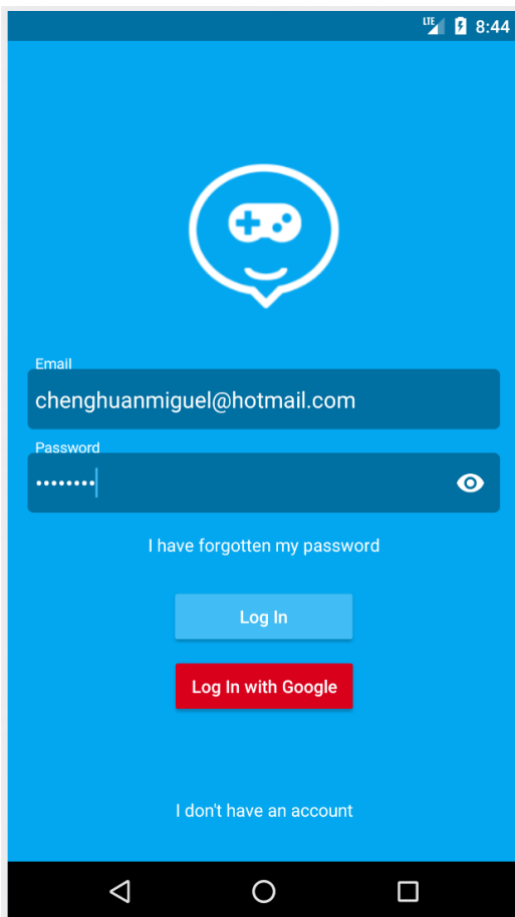 LTE 8:44
Email
chenghuanmiguel@hotmail.com
Password
••••••••
I have forgotten my password
Log In
Log In with Google
I don't have an account